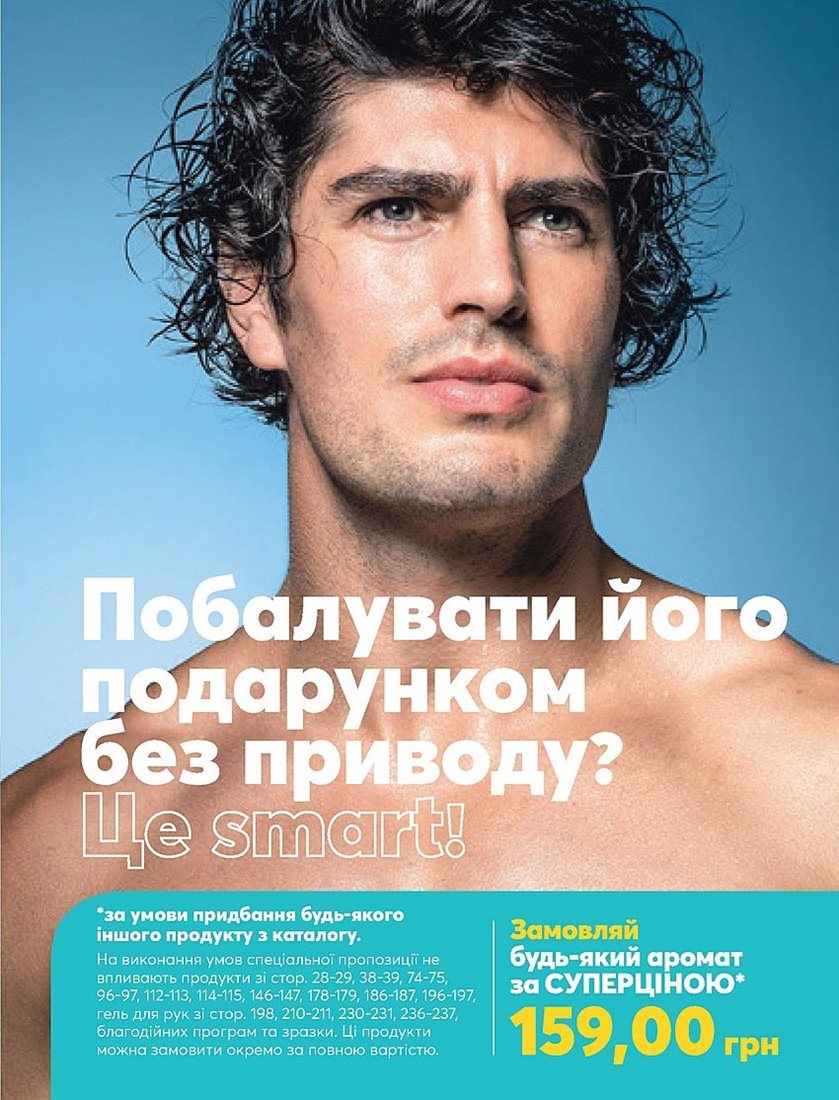 Побалувати його
подарунком
без приводу?
Це smart!
*за умови придбання будь-якого
іншого продукту з каталогу.
На виконання умов спеціальної пропозиції не
впливають продукти зі стор. 28-29, 38-39, 74-75,
96-97, 112-113, 114-115, 146-147, 178-179, 186-187, 196-197,
гель для рук зі стор. 198, 210-211, 230-231, 236-237,
благодійних програм та зразки. Ці продукти
можна замовити окремо за повною вартістю.
Замовляй
будь-який аромат
за СУПЕРЦІНОЮ*
159,00 грн